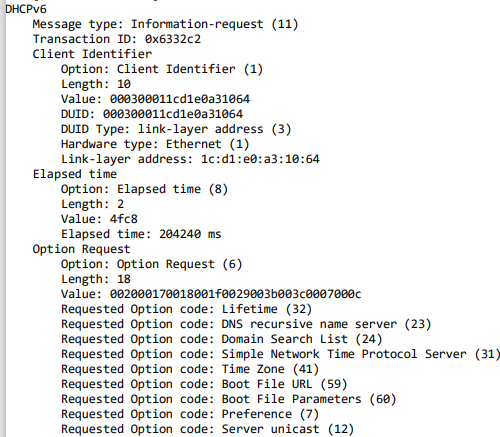 DHCPv6
Message type: Information-request (11)
Transaction ID: 0x6332c2
Client Identifier
Option: Client Identifier (1)
Length: 10
Value: 000300011cd1e0a31064
DUID: 000300011cd1e0a31064
DUID Type: link-layer address (3)
Hardware type: Ethernet (1)
Link-layer address: 1c:d1:e0:a3:10:64
Elapsed time
Option: Elapsed time (8)
Length: 2
Value: 4fc8
Elapsed time: 204240 ms
Option Request
Option: Option Request (6)
Length: 18
Value: 002000170018001f0029003b003c0007000c
Requested Option code: Lifetime (32)
Requested Option code: DNS recursive name server (23)
Requested Option code: Domain Search List (24)
Requested Option code: Simple Network Time Protocol Server (31)
Requested Option code: Time Zone (41)
Requested Option code: Boot File URL (59)
Requested Option code: Boot File Parameters (60)
Requested Option code: Preference (7)
Requested Option code: Server unicast (12)